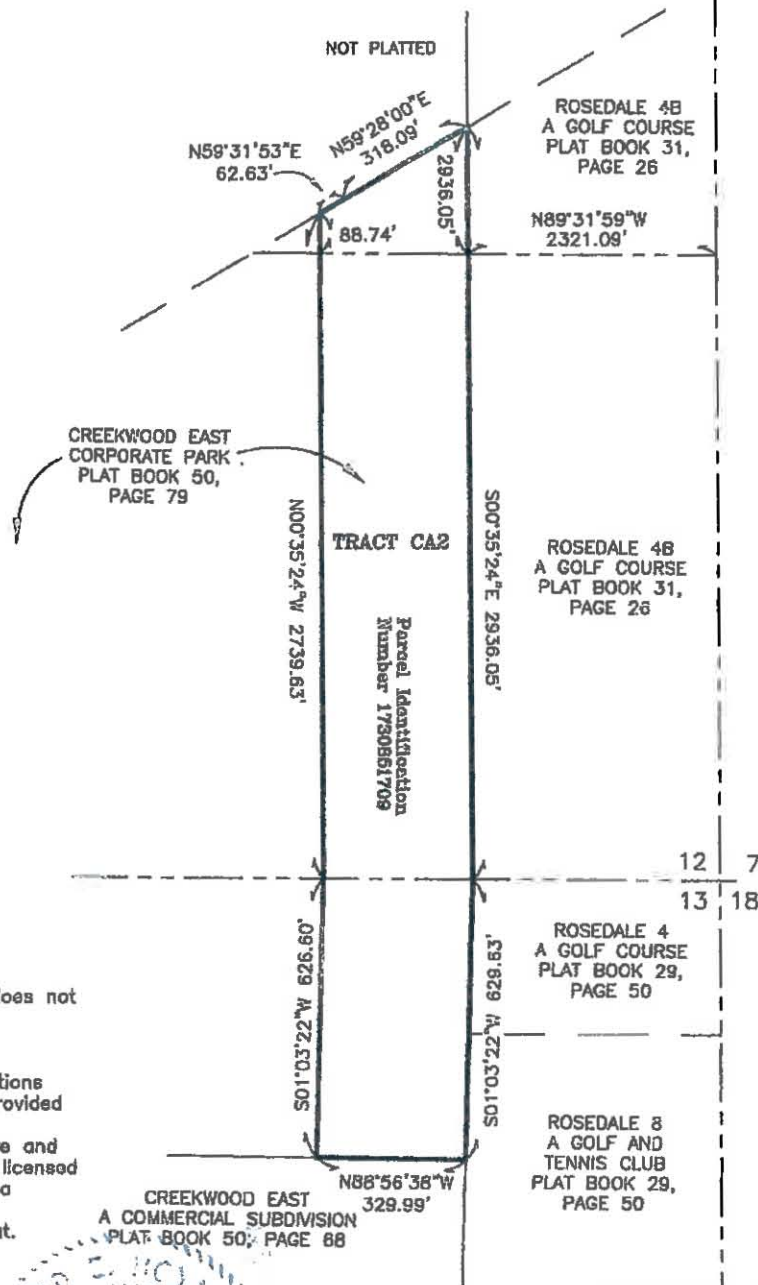 NOT PLATTED
N59°28'00"E
318.09'
N59°31'53"E
62.63'
ROSEDALE 4B
A GOLF COURSE
PLAT BOOK 31,
PAGE 26
2936.05'
88.74'
N89°31'59"W
2321.09'
CREEKWOOD EAST
CORPORATE PARK
PLAT BOOK 50,
PAGE 79
N00°35'24"W 2739.63'
TRACT CA2
Parcel Identification
Number 1730851709
S00°35'24"E 2936.05'
ROSEDALE 4B
A GOLF COURSE
PLAT BOOK 31,
PAGE 26
12 7
13 18
ROSEDALE 4
A GOLF COURSE
PLAT BOOK 29,
PAGE 50
S01°03'22"W 626.60'
S01°03'22"W 629.63'
oes not
tions
rovided
e and
licensed
a
t.
ROSEDALE 8
A GOLF AND
TENNIS CLUB
PLAT BOOK 29,
PAGE 50
N88°56'38"W
329.99'
CREEKWOOD EAST
A COMMERCIAL SUBDIVISION
PLAT BOOK 50, PAGE 68